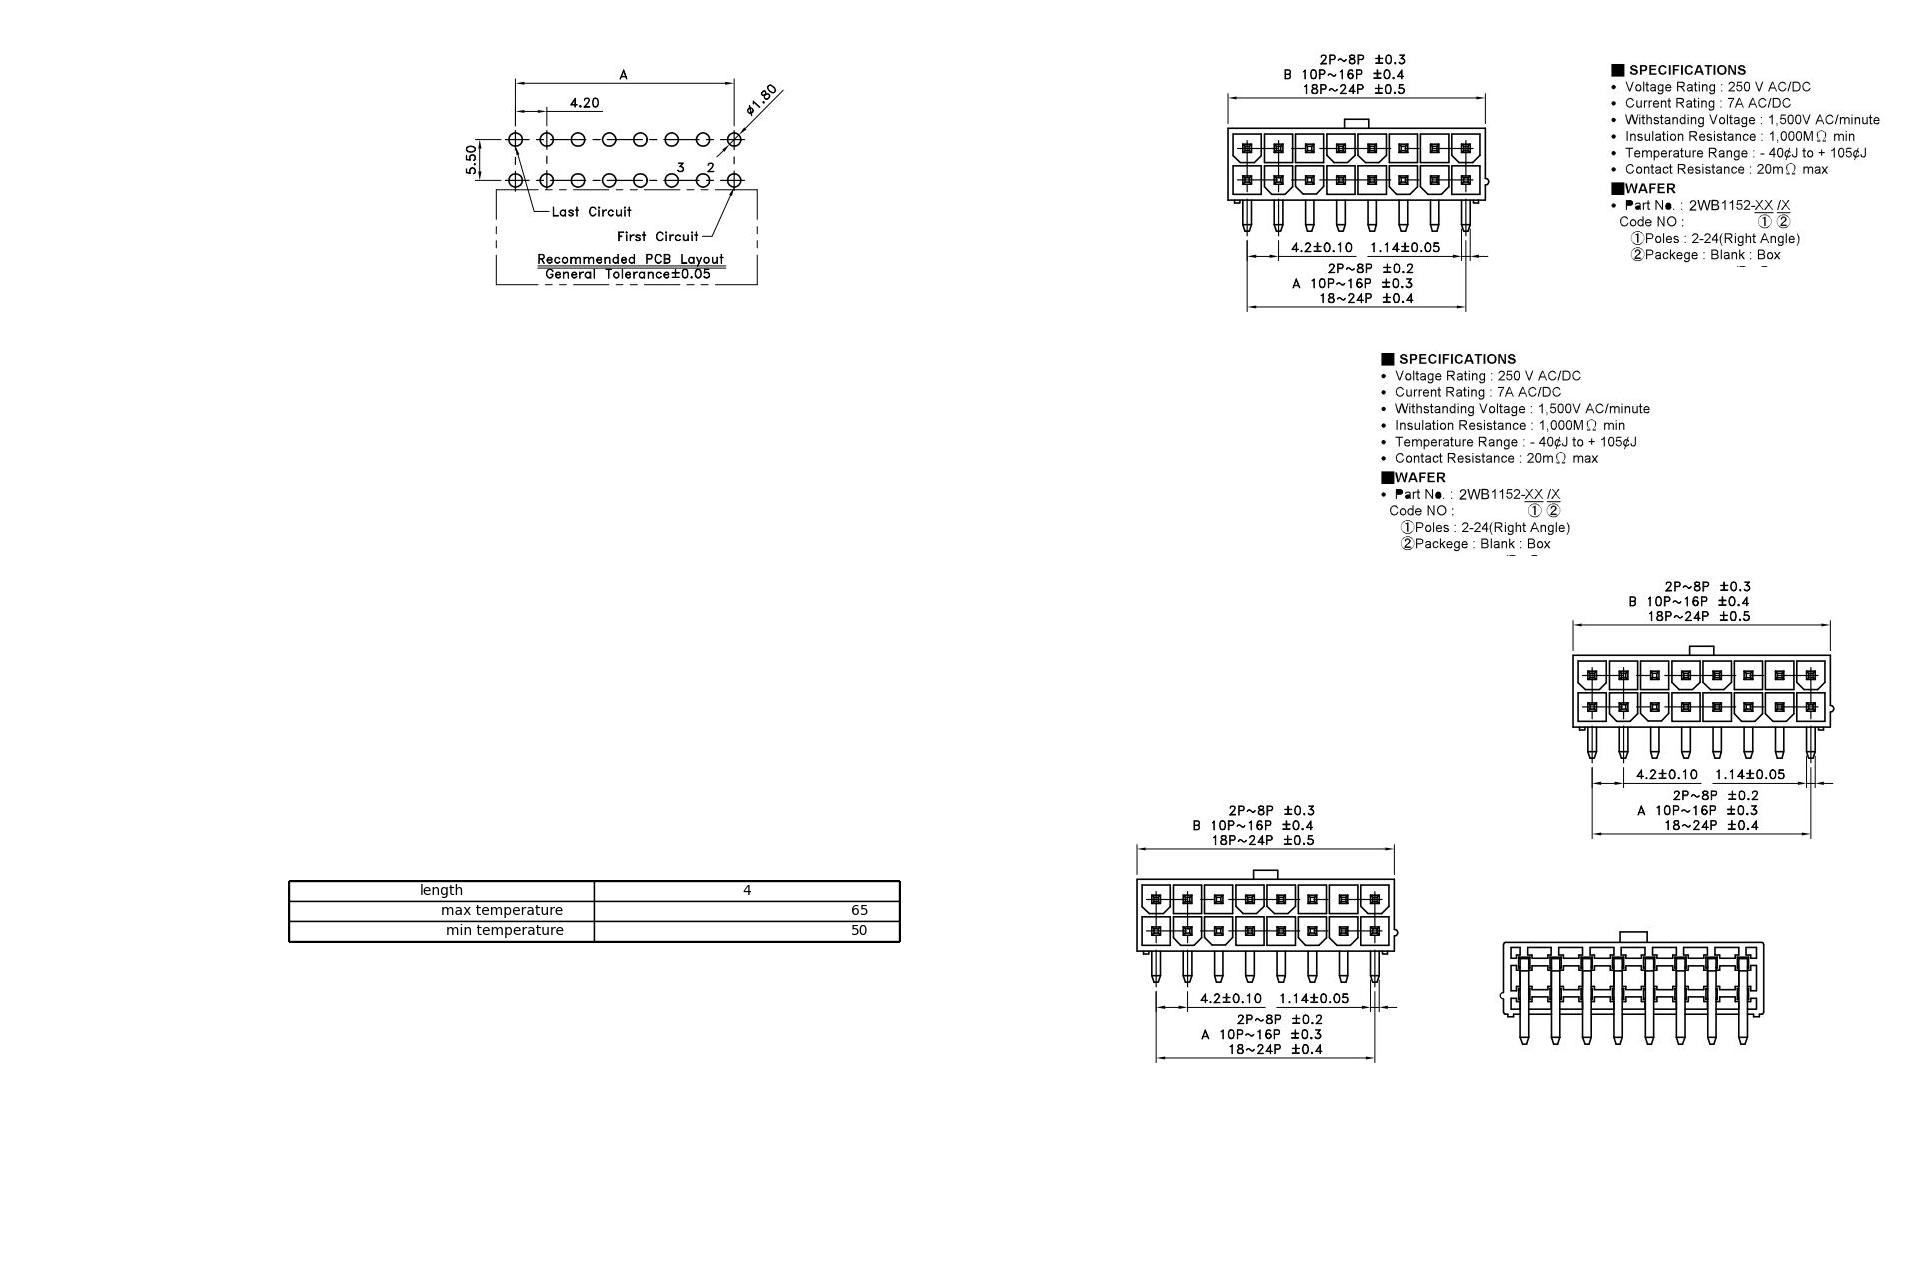 A
4.20
ø1.80
5.50
3 2
Last Circuit
First Circuit
Recommended PCB Layout
General Tolerance±0.05
2P~8P ±0.3
B 10P~16P ±0.4
18P~24P ±0.5
4.2±0.10 1.14±0.05
2P~8P ±0.2
A 10P~16P ±0.3
18~24P ±0.4
■ SPECIFICATIONS
• Voltage Rating : 250 V AC/DC
• Current Rating : 7A AC/DC
• Withstanding Voltage : 1,500V AC/minute
• Insulation Resistance : 1,000MΩ min
• Temperature Range : - 40¢J to + 105¢J
• Contact Resistance : 20mΩ max
■WAFER
• Part No. : 2WB1152-XX /X
Code NO : ① ②
①Poles : 2-24(Right Angle)
②Packege : Blank : Box
■ SPECIFICATIONS
• Voltage Rating : 250 V AC/DC
• Current Rating : 7A AC/DC
• Withstanding Voltage : 1,500V AC/minute
• Insulation Resistance : 1,000MΩ min
• Temperature Range : - 40¢J to + 105¢J
• Contact Resistance : 20mΩ max
■WAFER
• Part No. : 2WB1152-XX /X
Code NO : ① ②
①Poles : 2-24(Right Angle)
②Packege : Blank : Box
2P~8P ±0.3
B 10P~16P ±0.4
18P~24P ±0.5
4.2±0.10 1.14±0.05
2P~8P ±0.2
A 10P~16P ±0.3
18~24P ±0.4
2P~8P ±0.3
B 10P~16P ±0.4
18P~24P ±0.5
4.2±0.10 1.14±0.05
2P~8P ±0.2
A 10P~16P ±0.3
18~24P ±0.4
length 4
max temperature 65
min temperature 50